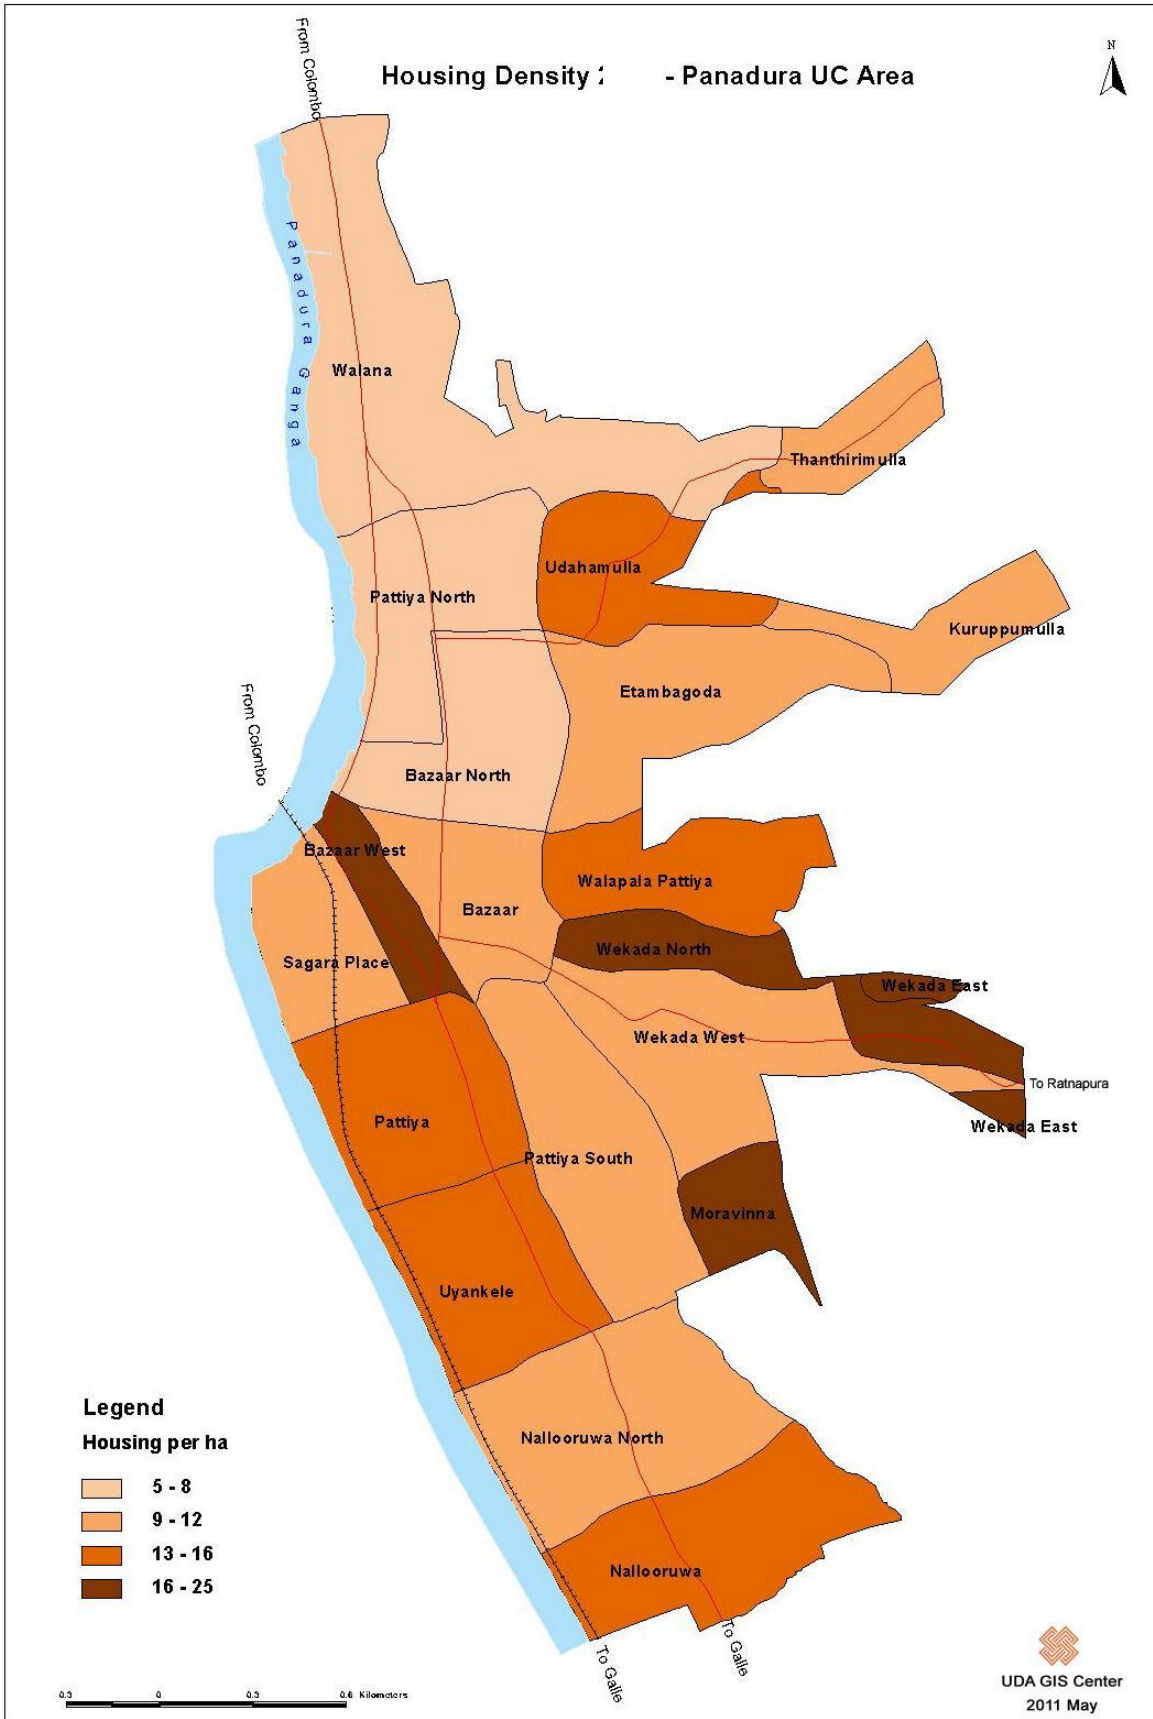 From Colombo
Housing Density - Panadura UC Area
N
Panadura Ganga
Walana
Thanthirimulla
Udahamulla
Pattiya North
Kuruppumulla
Etambagoda
From Colombo
Bazaar North
Bazaar West
Walapala Pattiya
Bazaar
Wekada North
Sagara Place
Wekada East
Wekada West
To Ratnapura
Pattiya
Wekada East
Pattiya South
Moravinna
Uyankele
Nallooruwa North
Nallooruwa
To Galle
To Galle
Legend
Housing per ha
5 - 8
9 - 12
13 - 16
16 - 25
0.3 0 0.3 0.6 Kilometers
UDA GIS Center
2011 May